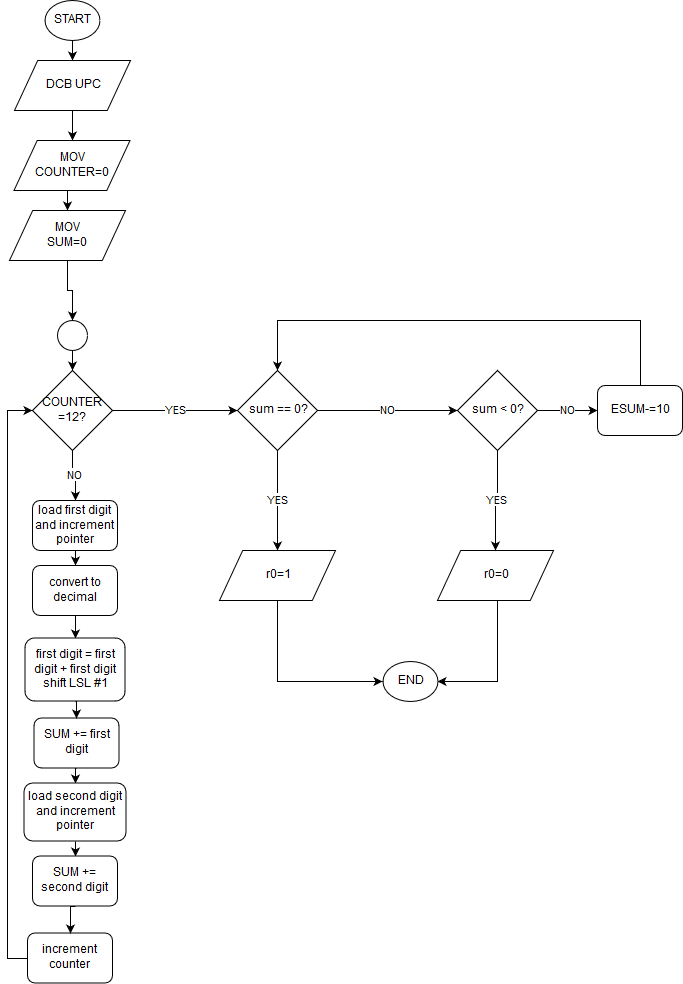 START
DCB UPC
MOV
COUNTER=0
MOV
SUM=0
COUNTER
=12?
YES
sum == 0?
NO
sum < 0?
NO
ESUM-=10
NO
YES
YES
load first digit
and increment
pointer
convert to
decimal
r0=1
r0=0
first digit = first
digit + first digit
shift LSL #1
END
SUM += first
digit
load second digit
and increment
pointer
SUM +=
second digit
increment
counter